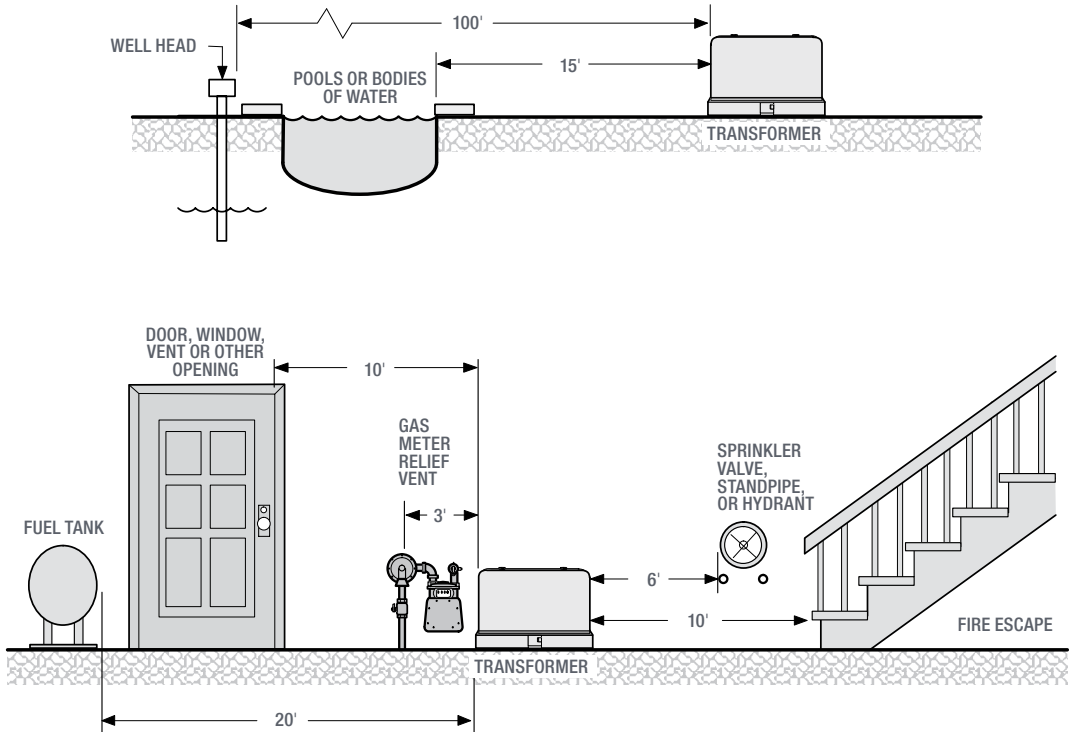 100'
WELL HEAD
15'
POOLS OR BODIES
OF WATER
TRANSFORMER
DOOR, WINDOW,
VENT OR OTHER
OPENING
10'
GAS
METER
RELIEF
VENT
3'
SPRINKLER
VALVE,
STANDPIPE,
OR HYDRANT
FUEL TANK
6'
10'
FIRE ESCAPE
TRANSFORMER
20'